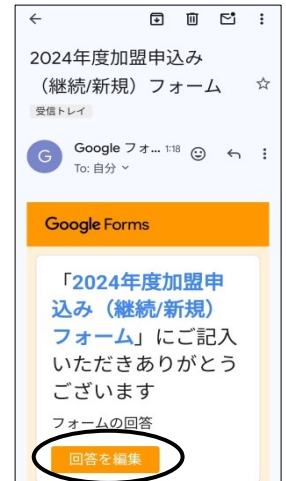 2024年度加盟申込み
（継続/新規）フォーム
受信トレイ
G
Google フォ... 1:18
To: 自分
Google Forms
「2024年度加盟申
込み（継続/新規）
フォーム」にご記入
いただきありがとう
ございます
フォームの回答
回答を編集